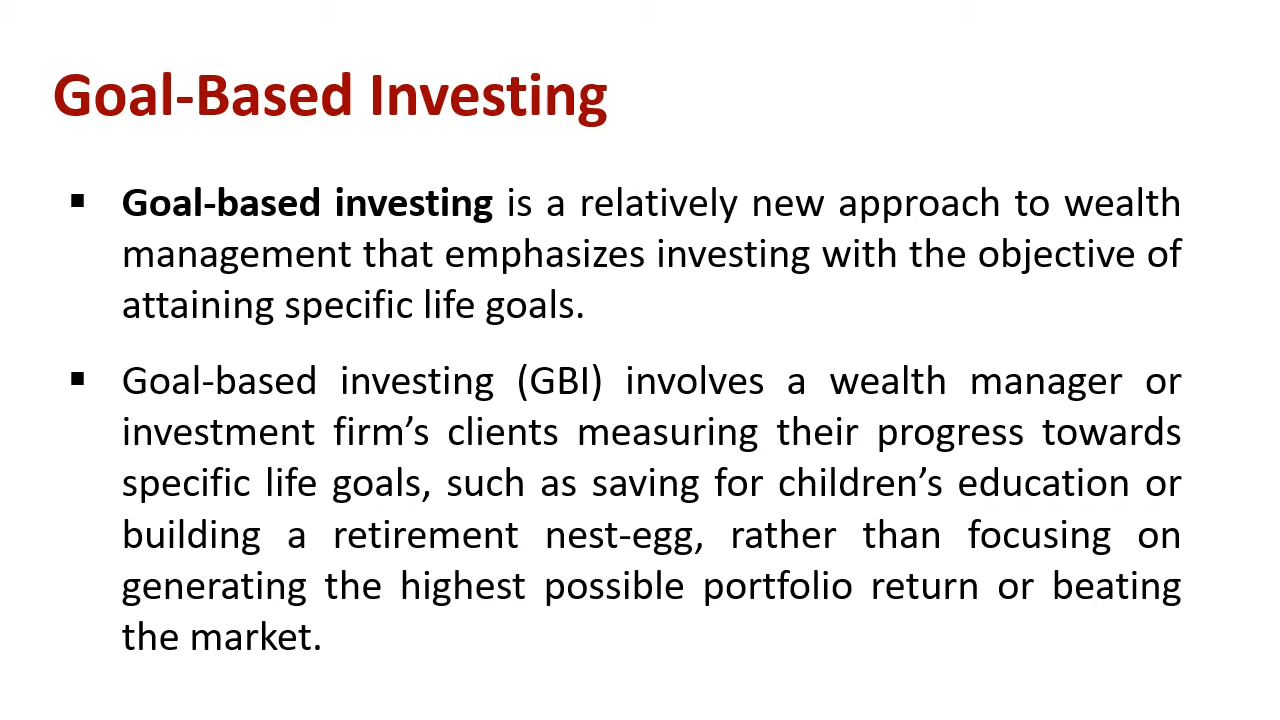 Goal-Based Investing
▪ Goal-based investing is a relatively new approach to wealth
management that emphasizes investing with the objective of
attaining specific life goals.
▪ Goal-based investing (GBI) involves a wealth manager or
investment firm’s clients measuring their progress towards
specific life goals, such as saving for children’s education or
building a retirement nest-egg, rather than focusing on
generating the highest possible portfolio return or beating
the market.